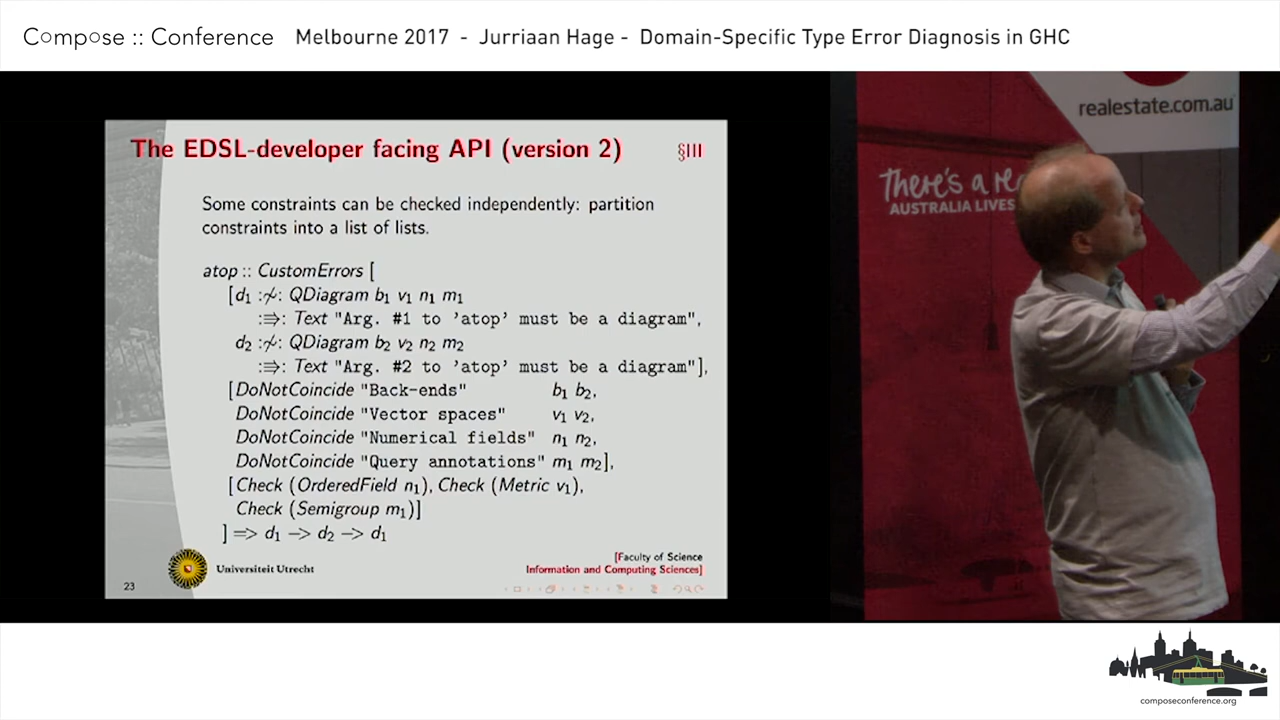 Compose :: Conference Melbourne 2017 - Jurriaan Hage - Domain-Specific Type Error Diagnosis in GHC
The EDSL-developer facing API (version 2) §III
Some constraints can be checked independently: partition
constraints into a list of lists.
atop :: CustomErrors [
[d₁ :≁: QDiagram b₁ v₁ n₁ m₁
:⇛: Text "Arg. #1 to 'atop' must be a diagram",
d₂ :≁: QDiagram b₂ v₂ n₂ m₂
:⇛: Text "Arg. #2 to 'atop' must be a diagram"],
[DoNotCoincide "Back-ends" b₁ b₂,
DoNotCoincide "Vector spaces" v₁ v₂,
DoNotCoincide "Numerical fields" n₁ n₂,
DoNotCoincide "Query annotations" m₁ m₂],
[Check (OrderedField n₁), Check (Metric v₁),
Check (Semigroup m₁)]
] => d₁ -> d₂ -> d₁
23
Universiteit Utrecht
[Faculty of Science
Information and Computing Sciences]
realestate.com.au
There's a
AUSTRALIA LIVES
composeconference.org